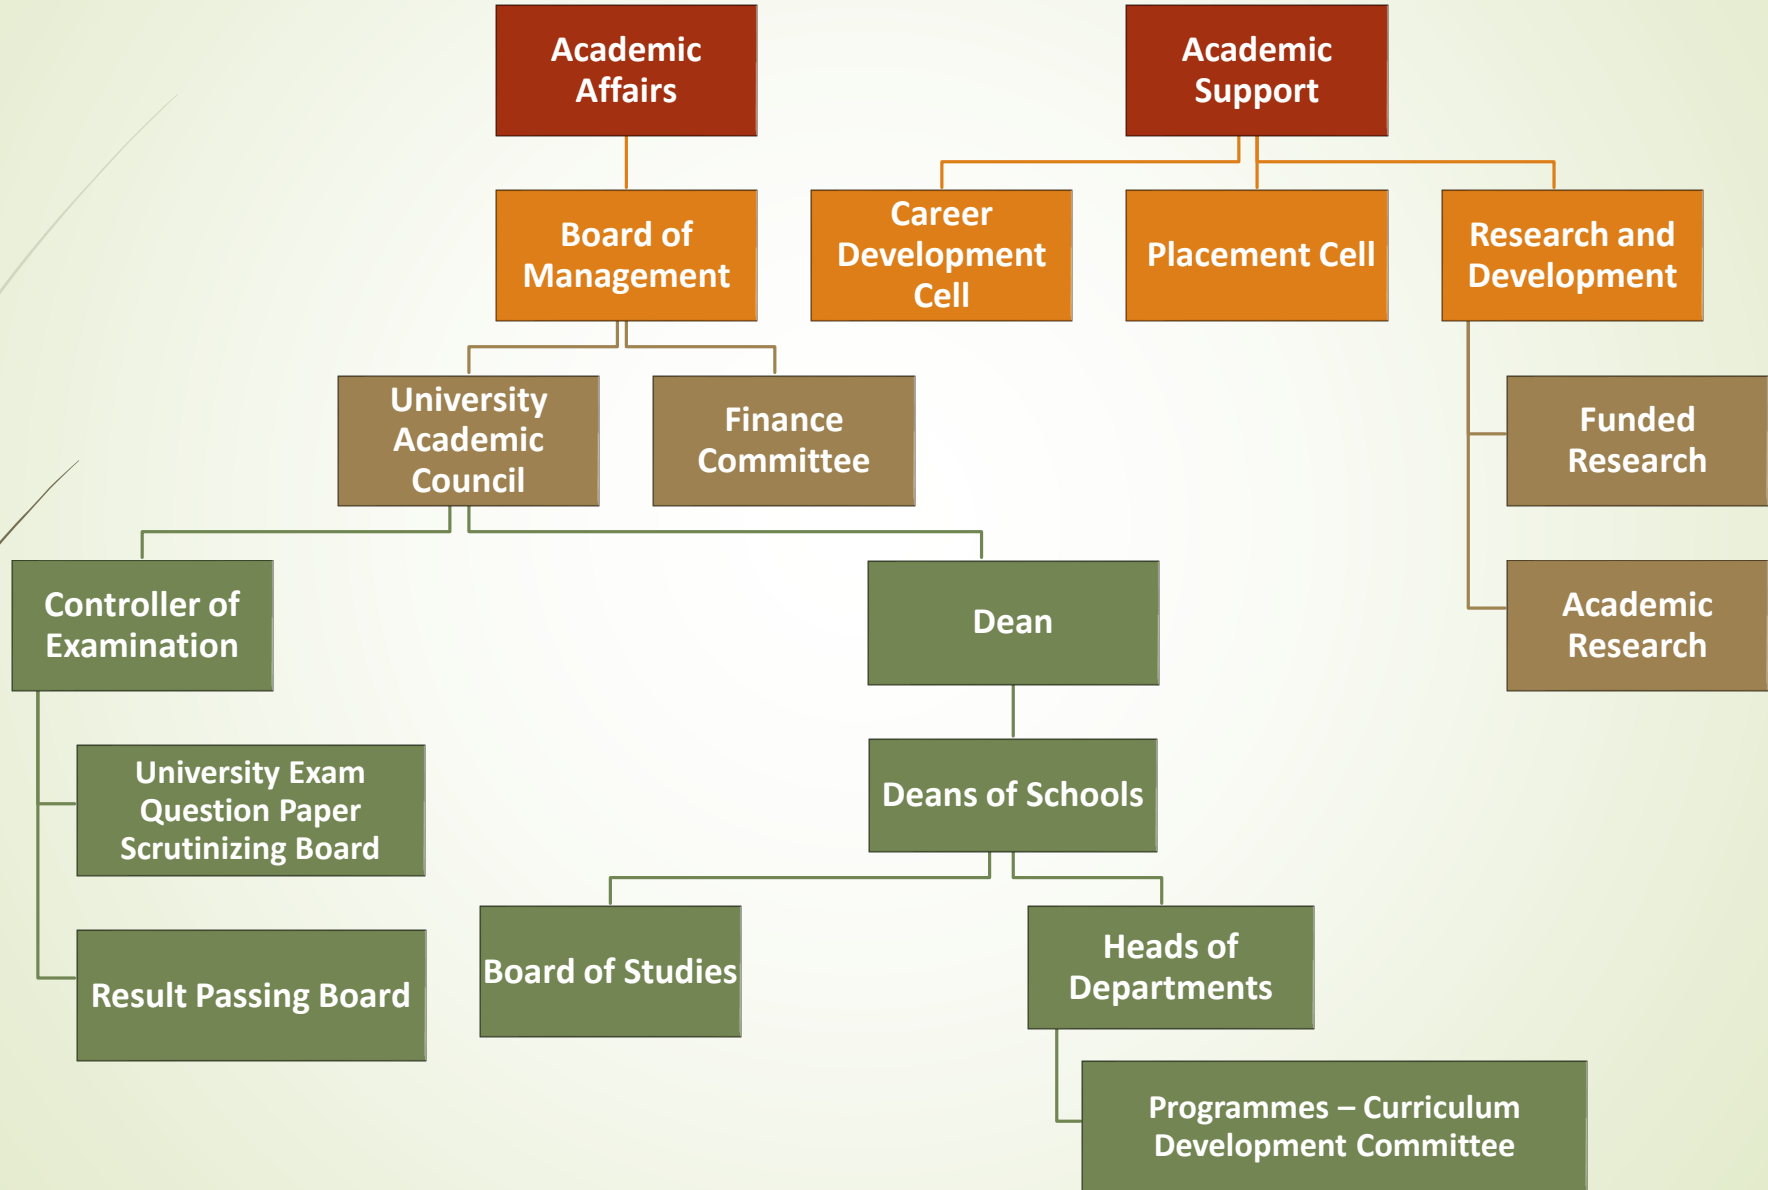 Academic
Affairs
Academic
Support
Board of
Management
Career
Development
Cell
Placement Cell
Research and
Development
University
Academic
Council
Finance
Committee
Funded
Research
Controller of
Examination
Dean
Academic
Research
University Exam
Question Paper
Scrutinizing Board
Deans of Schools
Result Passing Board
Board of Studies
Heads of
Departments
Programmes – Curriculum
Development Committee